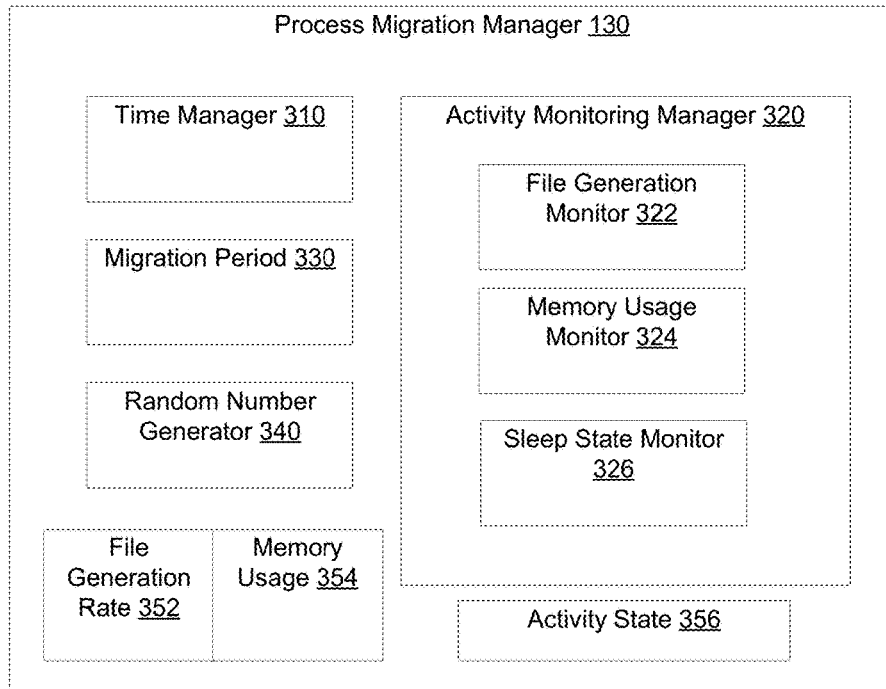 Process Migration Manager 130
Time Manager 310
Migration Period 330
Random Number
Generator 340
File
Generation
Rate 352
Memory
Usage 354
Activity Monitoring Manager 320
File Generation
Monitor 322
Memory Usage
Monitor 324
Sleep State Monitor
326
Activity State 356